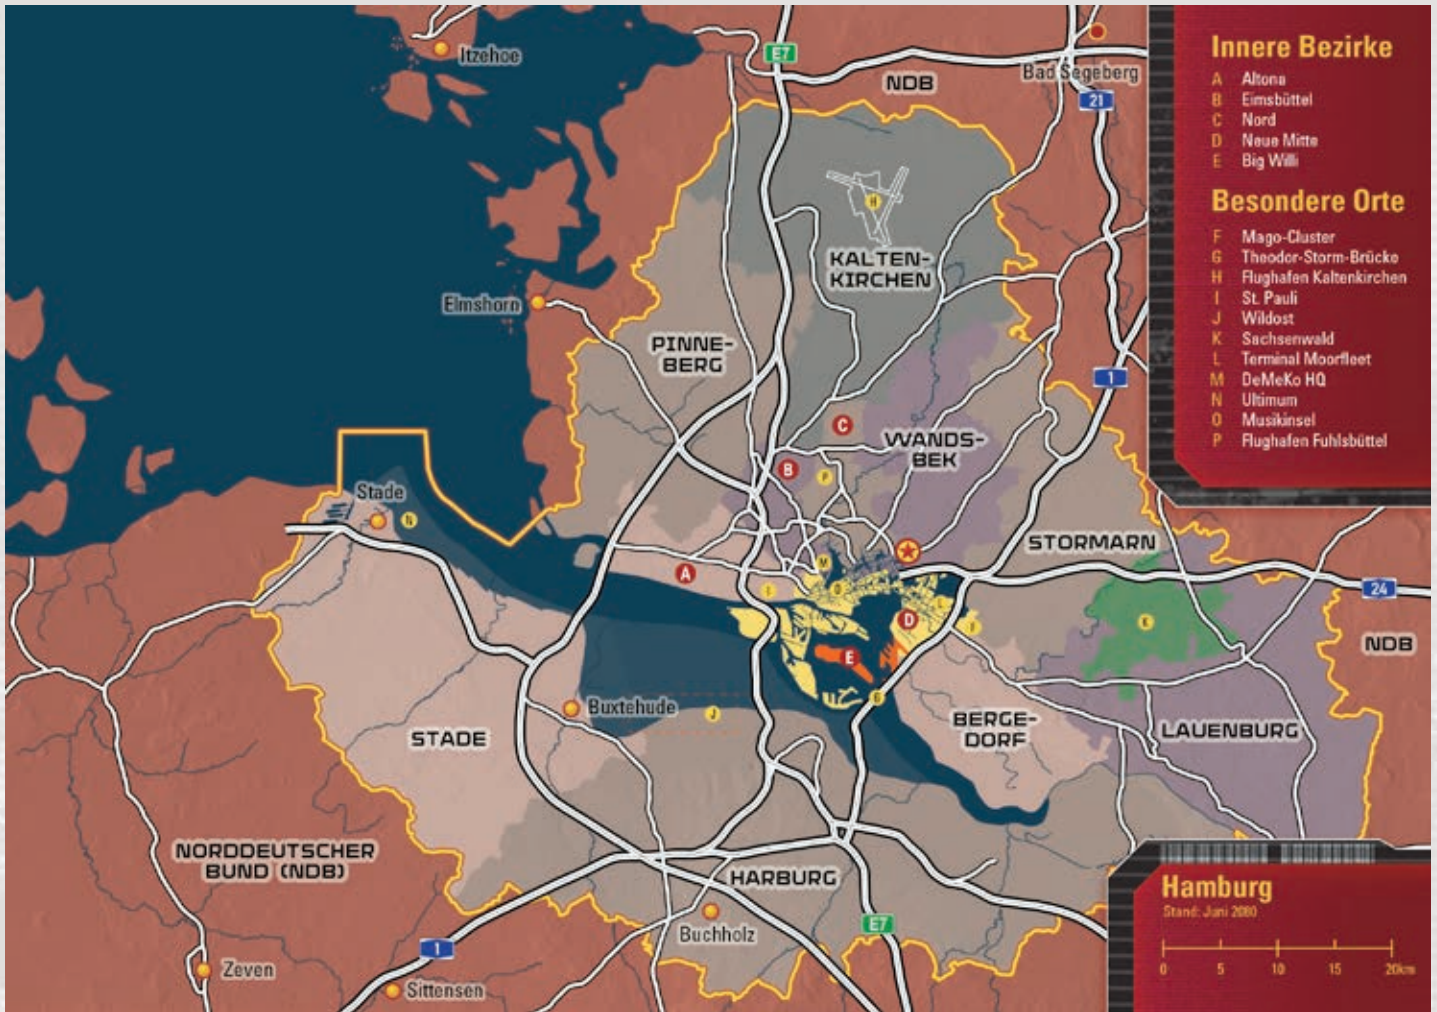 Itzehoe
E7
NDB
Bad Segeberg
21
H
KALTEN-
KIRCHEN
Elmshorn
PINNE-
BERG
1
C
WANDS-
BEK
B
P
Stade
N
STORMARN
A
M
I
O
L
24
D
F
K
NDB
E
G
Buxtehude
J
STADE
BERGE-
DORF
LAUENBURG
NORDDEUTSCHER
BUND (NDB)
HARBURG
Buchholz
E7
1
Zeven
Sittensen
Innere Bezirke
A Altona
B Eimsbüttel
C Nord
D Neue Mitte
E Big Willi
Besondere Orte
F Mago-Cluster
G Theodor-Storm-Brücke
H Flughafen Kaltenkirchen
I St. Pauli
J Wildost
K Sachsenwald
L Terminal Moorfleet
M DeMeKo HQ
N Ultimum
O Musikinsel
P Flughafen Fuhlsbüttel
Hamburg
Stand: Juni 2080
0 5 10 15 20km